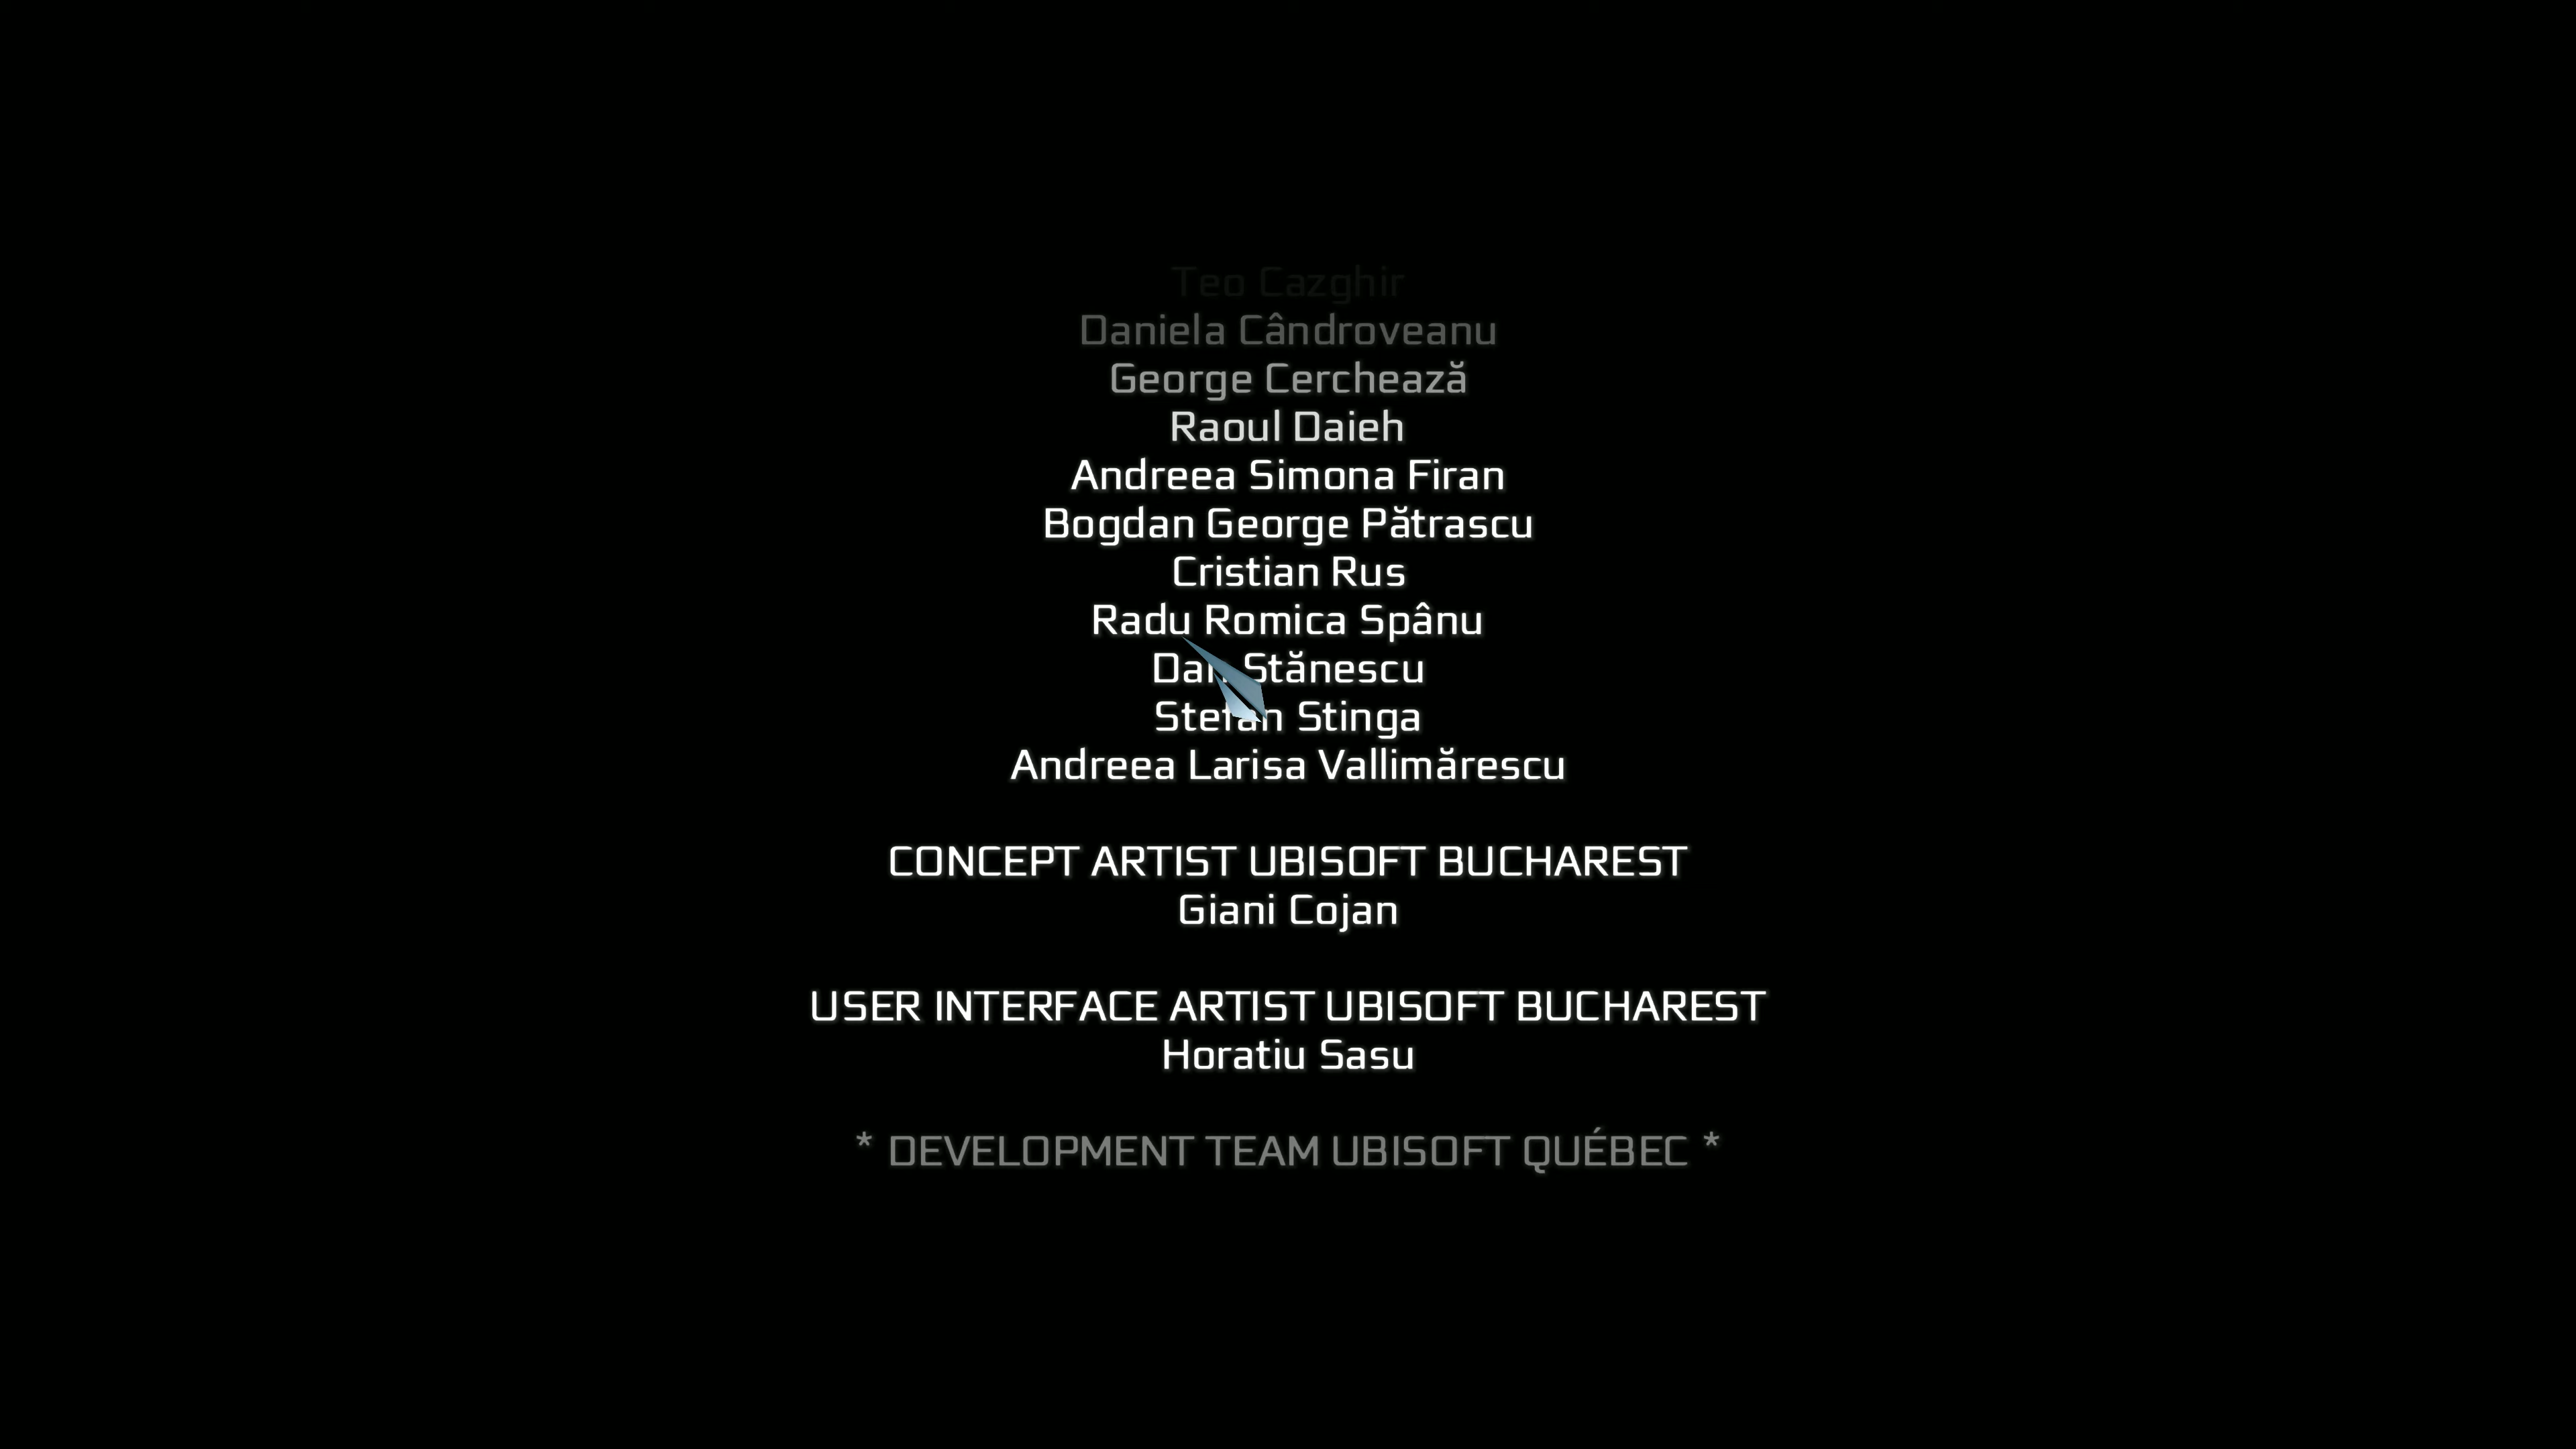 Teo Cazghir
Daniela Cândroveanu
George Cerchează
Raoul Daieh
Andreea Simona Firan
Bogdan George Pătrascu
Cristian Rus
Radu Romica Spânu
Dan Stănescu
Stefan Stinga
Andreea Larisa Vallimărescu
CONCEPT ARTIST UBISOFT BUCHAREST
Giani Cojan
USER INTERFACE ARTIST UBISOFT BUCHAREST
Horatiu Sasu
* DEVELOPMENT TEAM UBISOFT QUÉBEC *